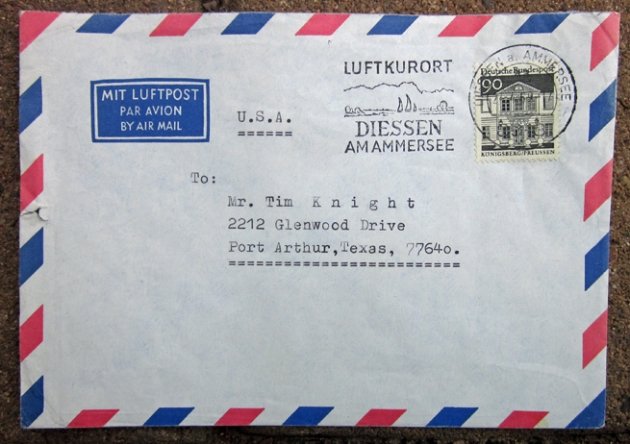 MIT LUFTPOST
PAR AVION
BY AIR MAIL
U.S.A.
LUFTKURORT
DIESSEN
AM AMMERSEE
a. AMMERSEE
Deutsche Bundespost
90
KÖNIGSBERG/PREUSSEN
To:
Mr. Tim K n i g h t
2212 Glenwood Drive
Port Arthur,Texas, 7764o.